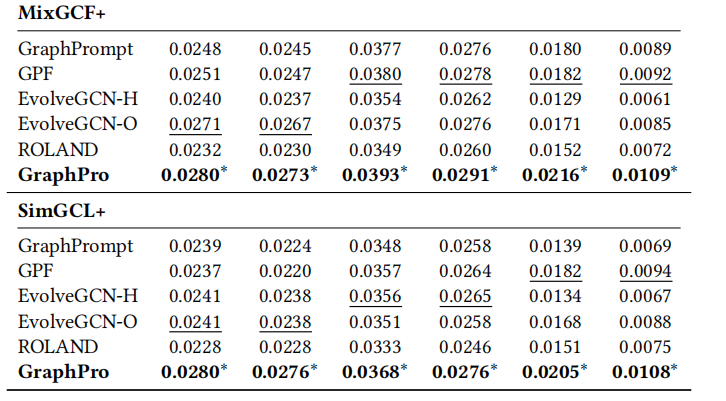 MixGCF+
GraphPrompt 0.0248 0.0245 0.0377 0.0276 0.0180 0.0089
GPF 0.0251 0.0247 0.0380 0.0278 0.0182 0.0092
EvolveGCN-H 0.0240 0.0237 0.0354 0.0262 0.0129 0.0061
EvolveGCN-O 0.0271 0.0267 0.0375 0.0276 0.0171 0.0085
ROLAND 0.0232 0.0230 0.0349 0.0260 0.0152 0.0072
GraphPro 0.0280* 0.0273* 0.0393* 0.0291* 0.0216* 0.0109*
SimGCL+
GraphPrompt 0.0239 0.0224 0.0348 0.0258 0.0139 0.0069
GPF 0.0237 0.0220 0.0357 0.0264 0.0182 0.0094
EvolveGCN-H 0.0241 0.0238 0.0356 0.0265 0.0134 0.0067
EvolveGCN-O 0.0241 0.0238 0.0351 0.0258 0.0168 0.0088
ROLAND 0.0228 0.0228 0.0333 0.0246 0.0151 0.0075
GraphPro 0.0280* 0.0276* 0.0368* 0.0276* 0.0205* 0.0108*